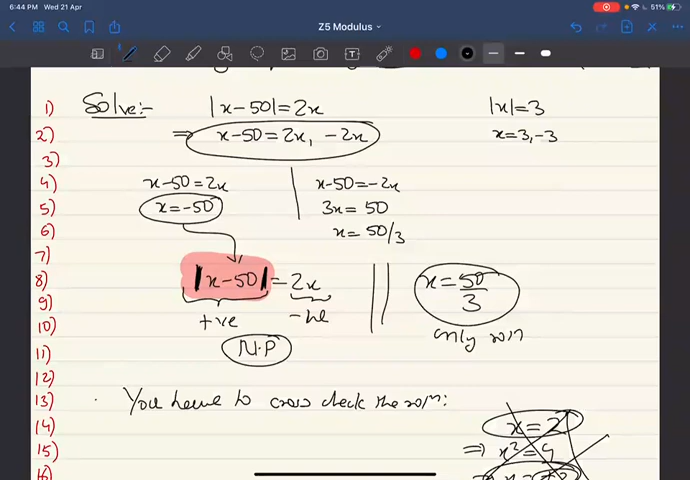 6:44 PM Wed 21 Apr
51%
Z5 Modulus
1) Solve:- |x-50|=2x |x|=3
2) ⇒ x-50=2x, -2x x=3,-3
3)
4) x-50=2x x-50=-2x
5) x=-50 3x=50
6) x=50/3
7)
8) |x-50|=2x x=50/3
9)
10) +ve -ve only soln
11) N.P
12)
13) You have to cross check the soln:
14) x=2
15) ⇒ x²=4
16)